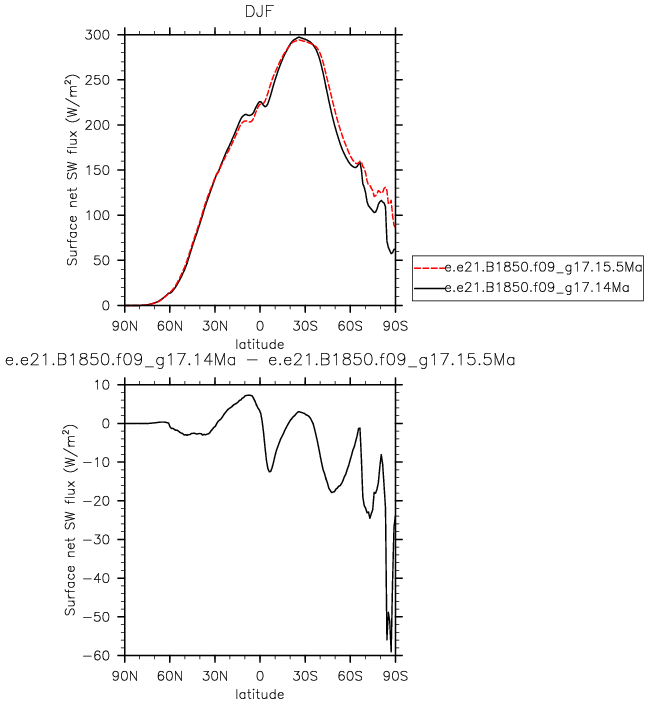 DJF
Surface net SW flux (W/m²)
300
250
200
150
100
50
0
90N 60N 30N 0 30S 60S 90S
latitude
e.e21.B1850.f09_g17.15.5Ma
e.e21.B1850.f09_g17.14Ma
e.e21.B1850.f09_g17.14Ma − e.e21.B1850.f09_g17.15.5Ma
Surface net SW flux (W/m²)
10
0
−10
−20
−30
−40
−50
−60
90N 60N 30N 0 30S 60S 90S
latitude